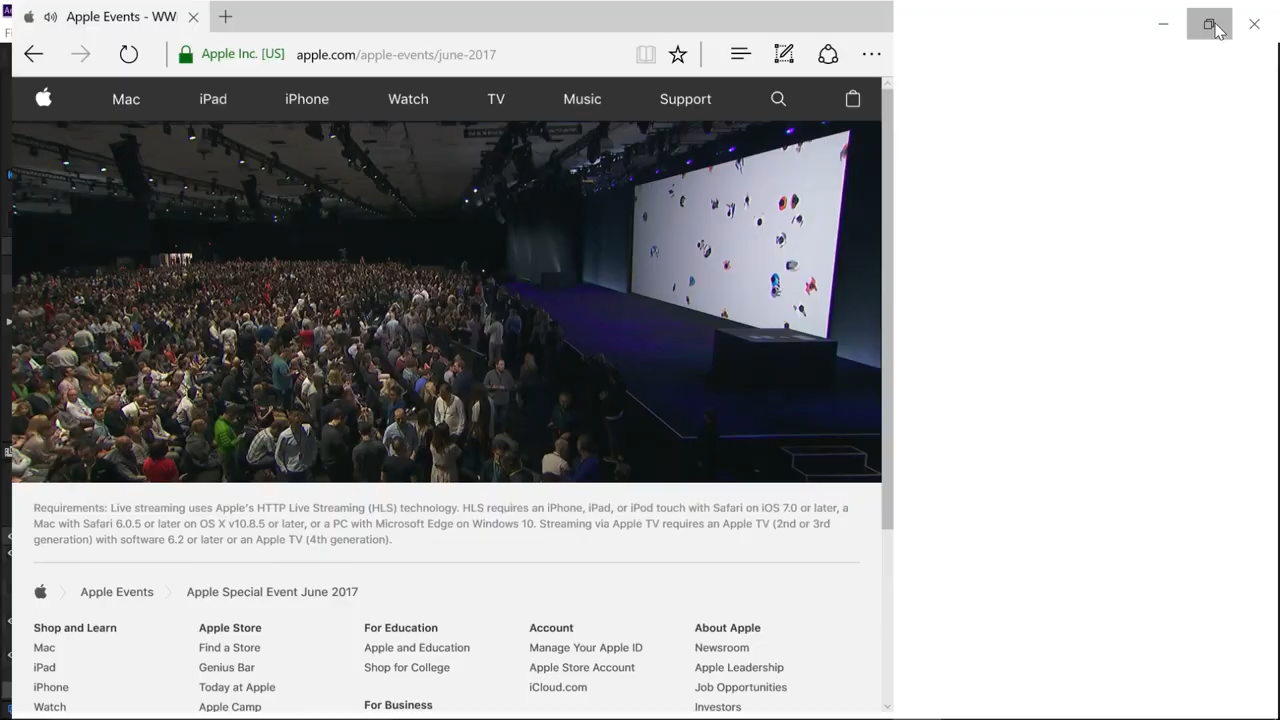 Apple Events - WW
Apple Inc. [US] apple.com/apple-events/june-2017
Mac iPad iPhone Watch TV Music Support
Requirements: Live streaming uses Apple's HTTP Live Streaming (HLS) technology. HLS requires an iPhone, iPad, or iPod touch with Safari on iOS 7.0 or later, a
Mac with Safari 6.0.5 or later on OS X v10.8.5 or later, or a PC with Microsoft Edge on Windows 10. Streaming via Apple TV requires an Apple TV (2nd or 3rd
generation) with software 6.2 or later or an Apple TV (4th generation).
Apple Events Apple Special Event June 2017
Shop and Learn Apple Store For Education Account About Apple
Mac Find a Store Apple and Education Manage Your Apple ID Newsroom
iPad Genius Bar Shop for College Apple Store Account Apple Leadership
iPhone Today at Apple iCloud.com Job Opportunities
Watch Apple Camp For Business Investors